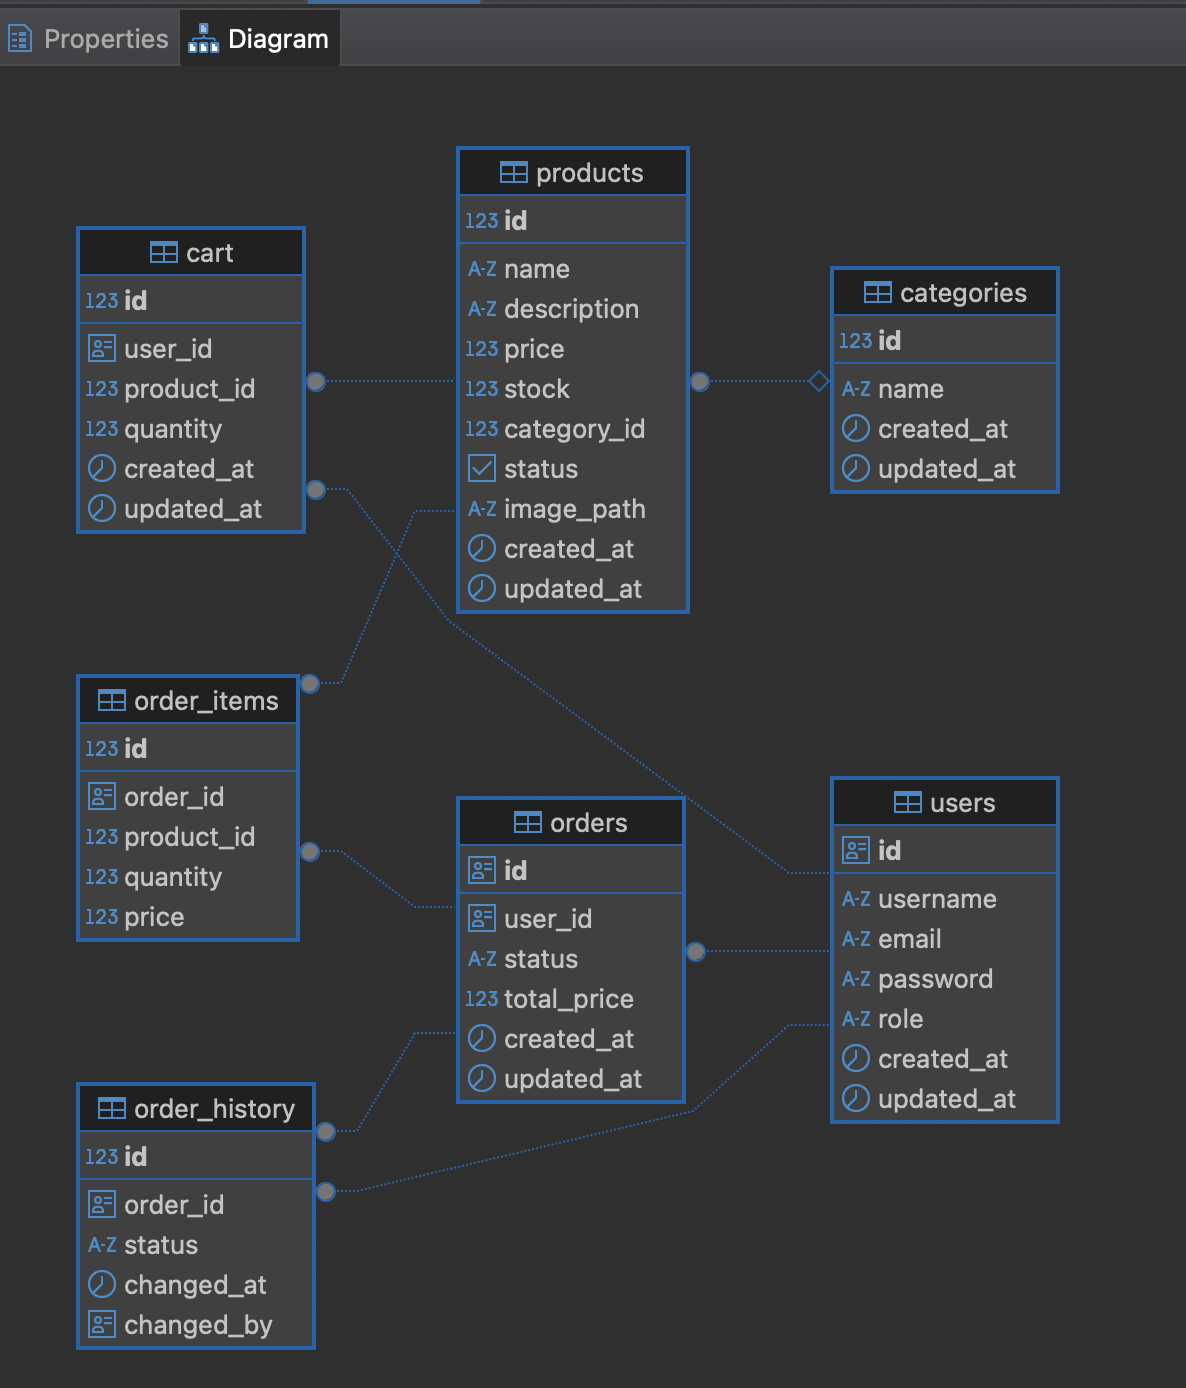 Properties
Diagram
products
123 id
A-Z name
A-Z description
123 price
123 stock
123 category_id
status
A-Z image_path
created_at
updated_at
cart
123 id
user_id
123 product_id
123 quantity
created_at
updated_at
categories
123 id
A-Z name
created_at
updated_at
order_items
123 id
order_id
123 product_id
123 quantity
123 price
orders
id
user_id
A-Z status
123 total_price
created_at
updated_at
users
id
A-Z username
A-Z email
A-Z password
A-Z role
created_at
updated_at
order_history
123 id
order_id
A-Z status
changed_at
changed_by